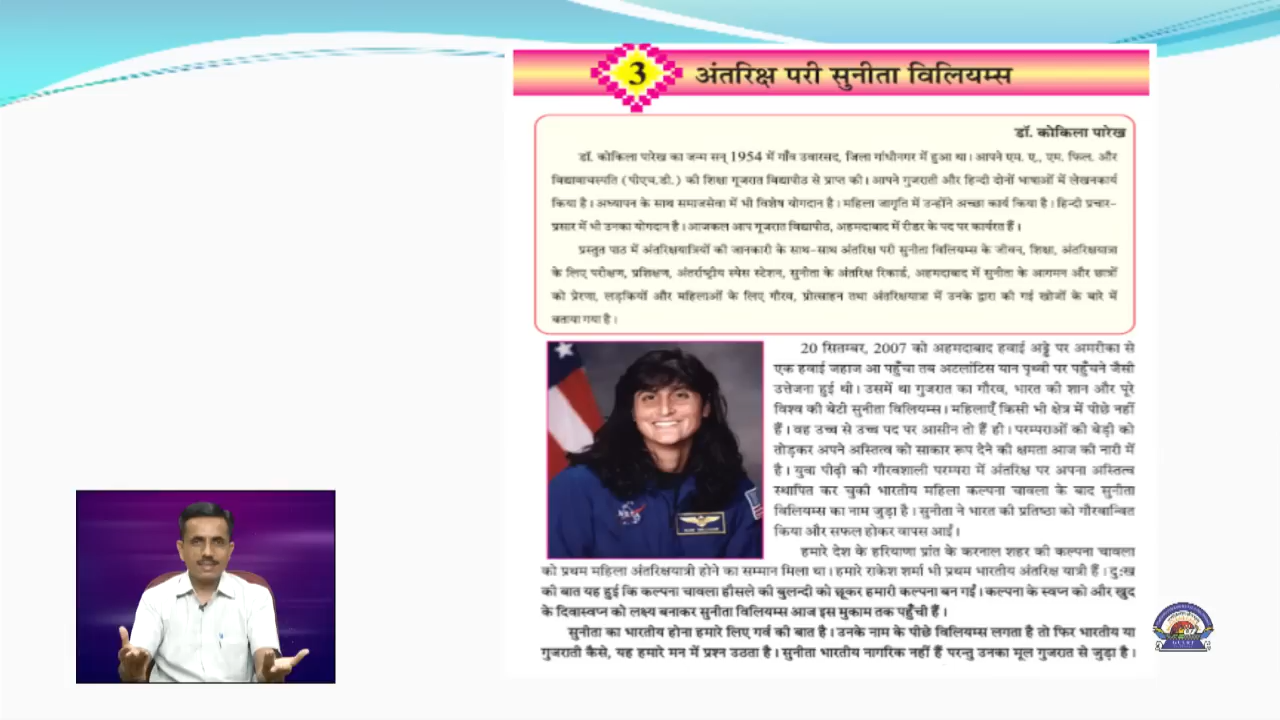 3 अंतरिक्ष परी सुनीता विलियम्स
डॉ. कोकिला पारेख
डॉ. कोकिला पारेख का जन्म सन् 1954 में गाँव उवारसद, जिला गांधीनगर में हुआ था। आपने एम. ए., एम. फिल. और
विद्यावाचस्पति (पीएच.डी.) की शिक्षा गूजरात विद्यापीठ से प्राप्त की। आपने गुजराती और हिन्दी दोनों भाषाओं में लेखनकार्य
किया है। अध्यापन के साथ समाजसेवा में भी विशेष योगदान है। महिला जागृति में उन्होंने अच्छा कार्य किया है। हिन्दी प्रचार-
प्रसार में भी उनका योगदान है। आजकल आप गूजरात विद्यापीठ, अहमदाबाद में रीडर के पद पर कार्यरत हैं।
प्रस्तुत पाठ में अंतरिक्षयात्रियों की जानकारी के साथ-साथ अंतरिक्ष परी सुनीता विलियम्स के जीवन, शिक्षा, अंतरिक्षयात्रा
के लिए परीक्षण, प्रशिक्षण, अंतर्राष्ट्रीय स्पेस स्टेशन, सुनीता के अंतरिक्ष रिकार्ड, अहमदाबाद में सुनीता के आगमन और छात्रों
को प्रेरणा, लड़कियों और महिलाओं के लिए गौरव, प्रोत्साहन तथा अंतरिक्षयात्रा में उनके द्वारा की गई खोजों के बारे में
बताया गया है।
20 सितम्बर, 2007 को अहमदाबाद हवाई अड्डे पर अमरीका से
एक हवाई जहाज आ पहुँचा तब अटलांटिस यान पृथ्वी पर पहुँचने जैसी
उत्तेजना हुई थी। उसमें था गुजरात का गौरव, भारत की शान और पूरे
विश्व की बेटी सुनीता विलियम्स। महिलाएँ किसी भी क्षेत्र में पीछे नहीं
हैं। वह उच्च से उच्च पद पर आसीन तो हैं ही। परम्पराओं की बेड़ी को
तोड़कर अपने अस्तित्व को साकार रूप देने की क्षमता आज की नारी में
है। युवा पीढ़ी की गौरवशाली परम्परा में अंतरिक्ष पर अपना अस्तित्व
स्थापित कर चुकी भारतीय महिला कल्पना चावला के बाद सुनीता
विलियम्स का नाम जुड़ा है। सुनीता ने भारत की प्रतिष्ठा को गौरवान्वित
किया और सफल होकर वापस आईं।
हमारे देश के हरियाणा प्रांत के करनाल शहर की कल्पना चावला
को प्रथम महिला अंतरिक्षयात्री होने का सम्मान मिला था। हमारे राकेश शर्मा भी प्रथम भारतीय अंतरिक्ष यात्री हैं। दु:ख
की बात यह हुई कि कल्पना चावला हौसले की बुलन्दी को छूकर हमारी कल्पना बन गईं। कल्पना के स्वप्न को और खुद
के दिवास्वप्न को लक्ष्य बनाकर सुनीता विलियम्स आज इस मुकाम तक पहुँची हैं।
सुनीता का भारतीय होना हमारे लिए गर्व की बात है। उनके नाम के पीछे विलियम्स लगता है तो फिर भारतीय या
गुजराती कैसे, यह हमारे मन में प्रश्न उठता है। सुनीता भारतीय नागरिक नहीं हैं परन्तु उनका मूल गुजरात से जुड़ा है।